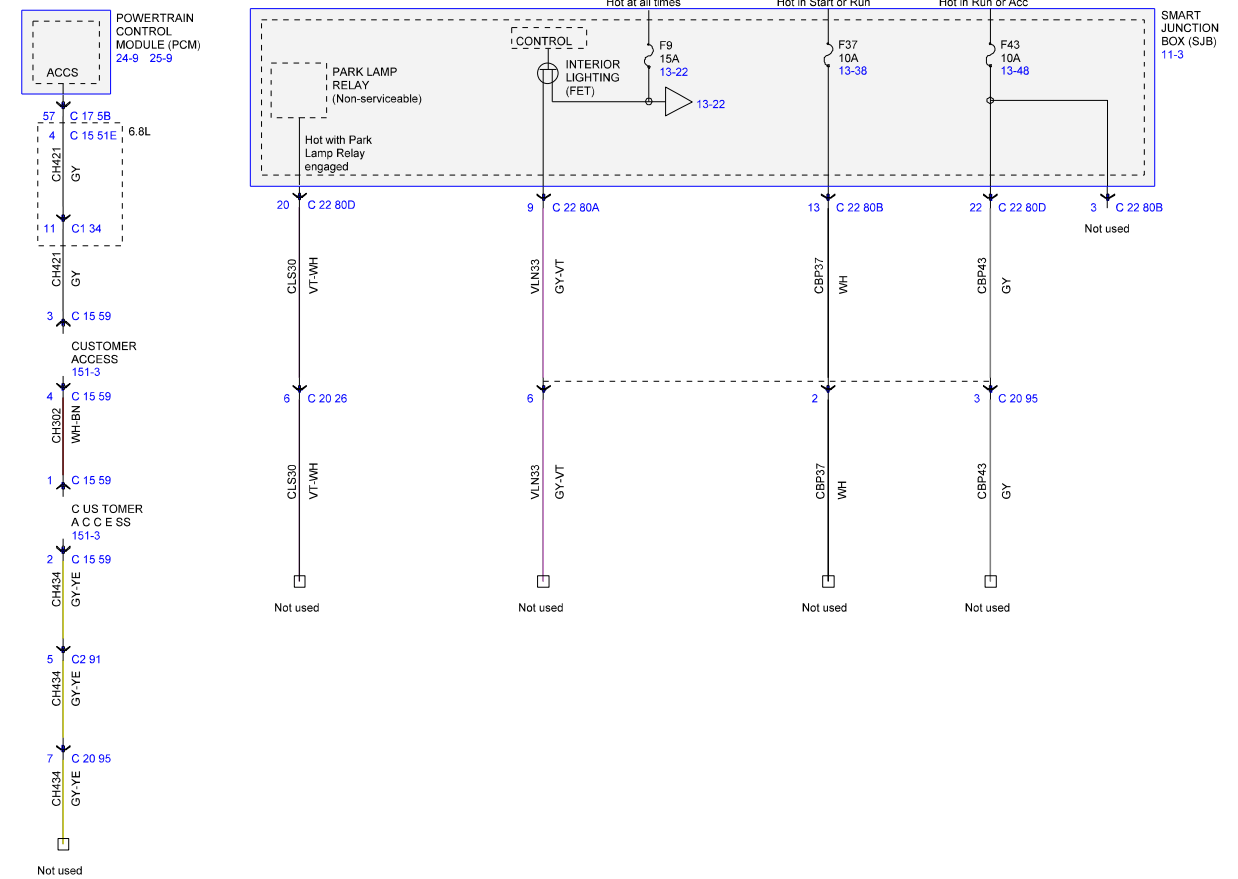 Hot at all times
Hot in Start or Run
Hot in Run or Acc
POWERTRAIN
CONTROL
MODULE (PCM)
24-9 25-9
ACCS
57 C 17 5B
4 C 15 51E
6.8L
CH421
GY
11 C1 34
CH421
GY
3 C 15 59
CUSTOMER
ACCESS
151-3
4 C 15 59
CH302
WH-BN
1 C 15 59
C US TOMER
A C C E SS
151-3
2 C 15 59
CH434
GY-YE
5 C2 91
CH434
GY-YE
7 C 20 95
CH434
GY-YE
Not used
SMART
JUNCTION
BOX (SJB)
11-3
PARK LAMP
RELAY
(Non-serviceable)
Hot with Park
Lamp Relay
engaged
CONTROL
INTERIOR
LIGHTING
(FET)
F9
15A
13-22
13-22
F37
10A
13-38
F43
10A
13-48
20 C 22 80D
9 C 22 80A
13 C 22 80B
22 C 22 80D
3 C 22 80B
Not used
CLS30
VT-WH
VLN33
GY-VT
CBP37
WH
CBP43
GY
6 C 20 26
6
2
3 C 20 95
CLS30
VT-WH
VLN33
GY-VT
CBP37
WH
CBP43
GY
Not used
Not used
Not used
Not used